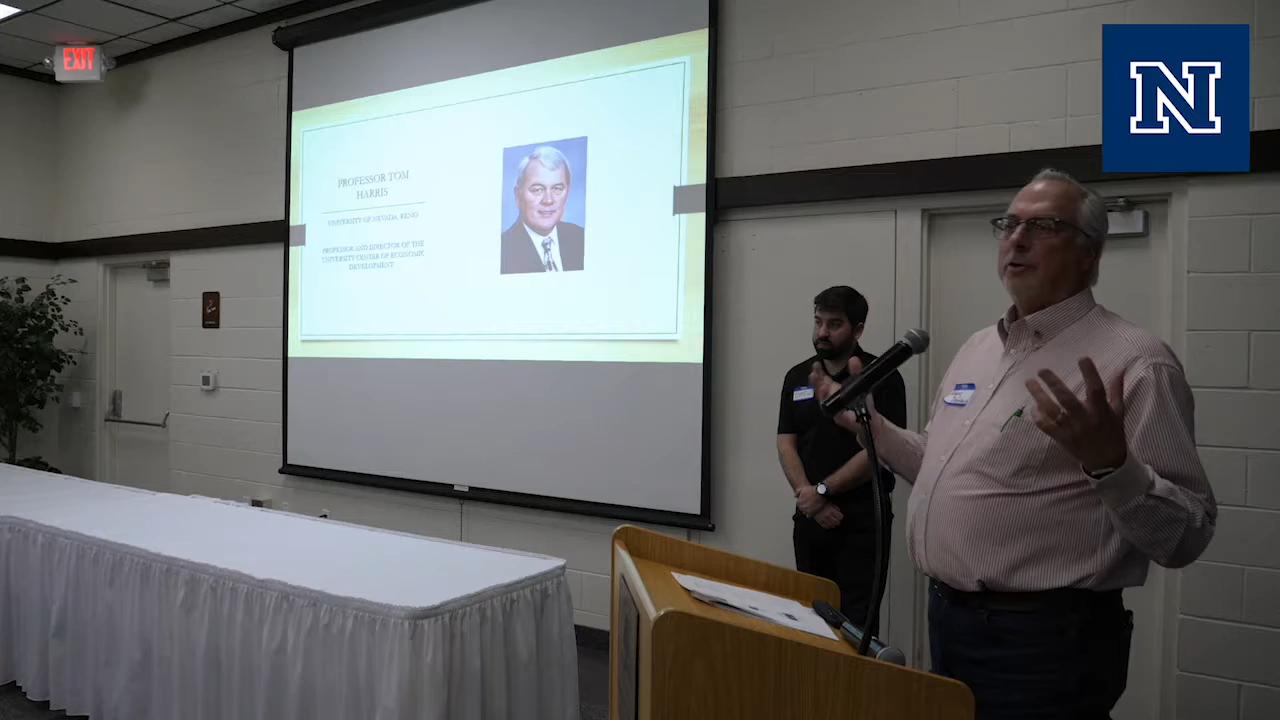 EXIT
N
PROFESSOR TOM
HARRIS
UNIVERSITY OF NEVADA, RENO
PROFESSOR AND DIRECTOR OF THE
UNIVERSITY CENTER OF ECONOMIC
DEVELOPMENT